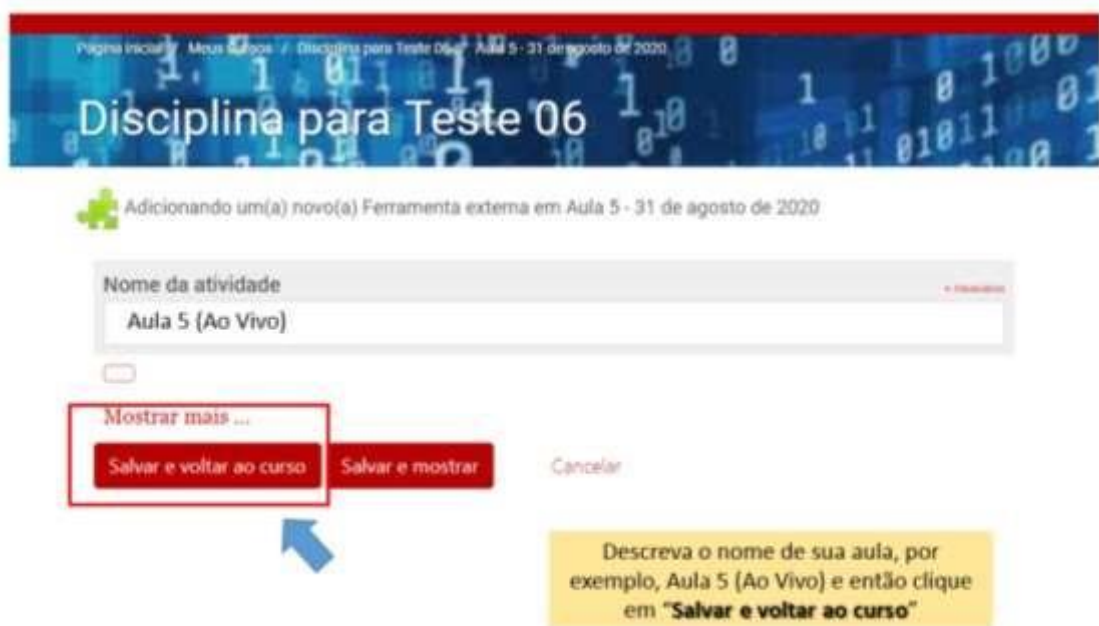 Página inicial / Meus cursos / Disciplina para Teste 06 / Aula 5 - 31 de agosto de 2020
Disciplina para Teste 06
Adicionando um(a) novo(a) Ferramenta externa em Aula 5 - 31 de agosto de 2020
Nome da atividade
Aula 5 (Ao Vivo)
Mostrar mais ...
Salvar e voltar ao curso Salvar e mostrar Cancelar
Descreva o nome de sua aula, por
exemplo, Aula 5 (Ao Vivo) e então clique
em "Salvar e voltar ao curso"